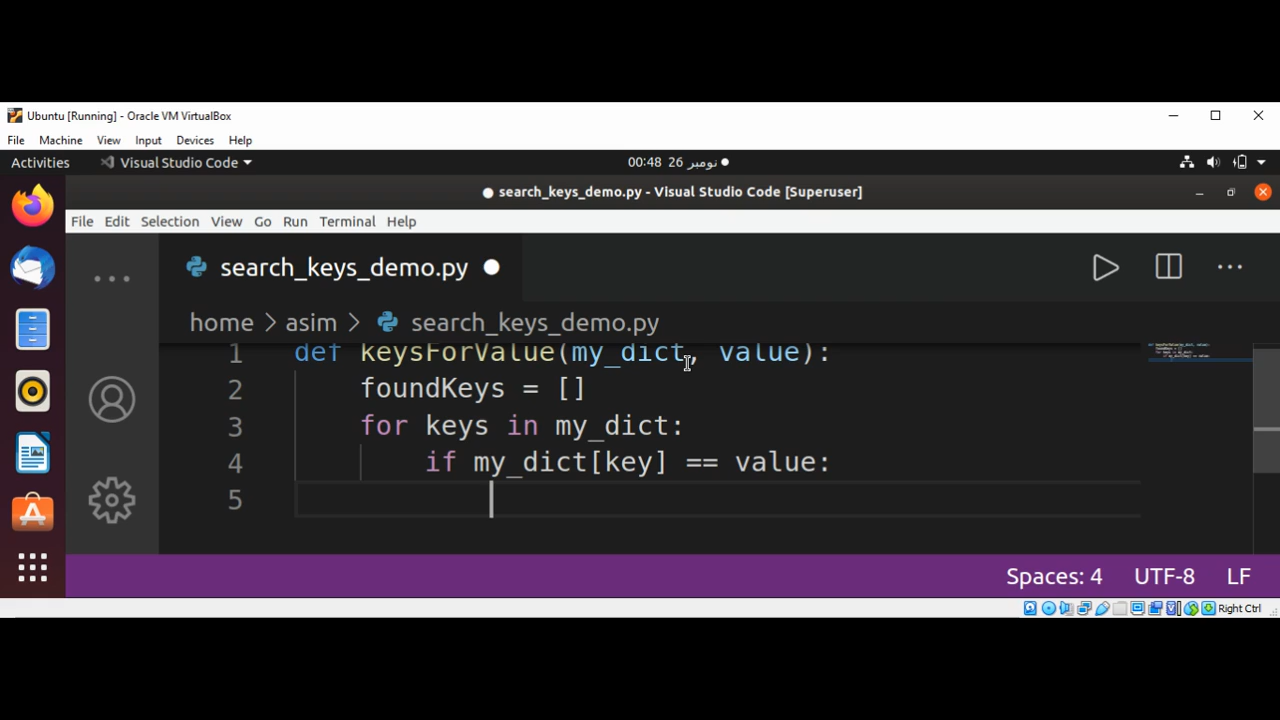 Ubuntu [Running] - Oracle VM VirtualBox
File Machine View Input Devices Help
Activities Visual Studio Code 00:48 26 نومبر
● search_keys_demo.py - Visual Studio Code [Superuser]
File Edit Selection View Go Run Terminal Help
search_keys_demo.py
home > asim > search_keys_demo.py
1 def keysForValue(my_dict, value):
2 foundKeys = []
3 for keys in my_dict:
4 if my_dict[key] == value:
5
Spaces: 4 UTF-8 LF
Right Ctrl